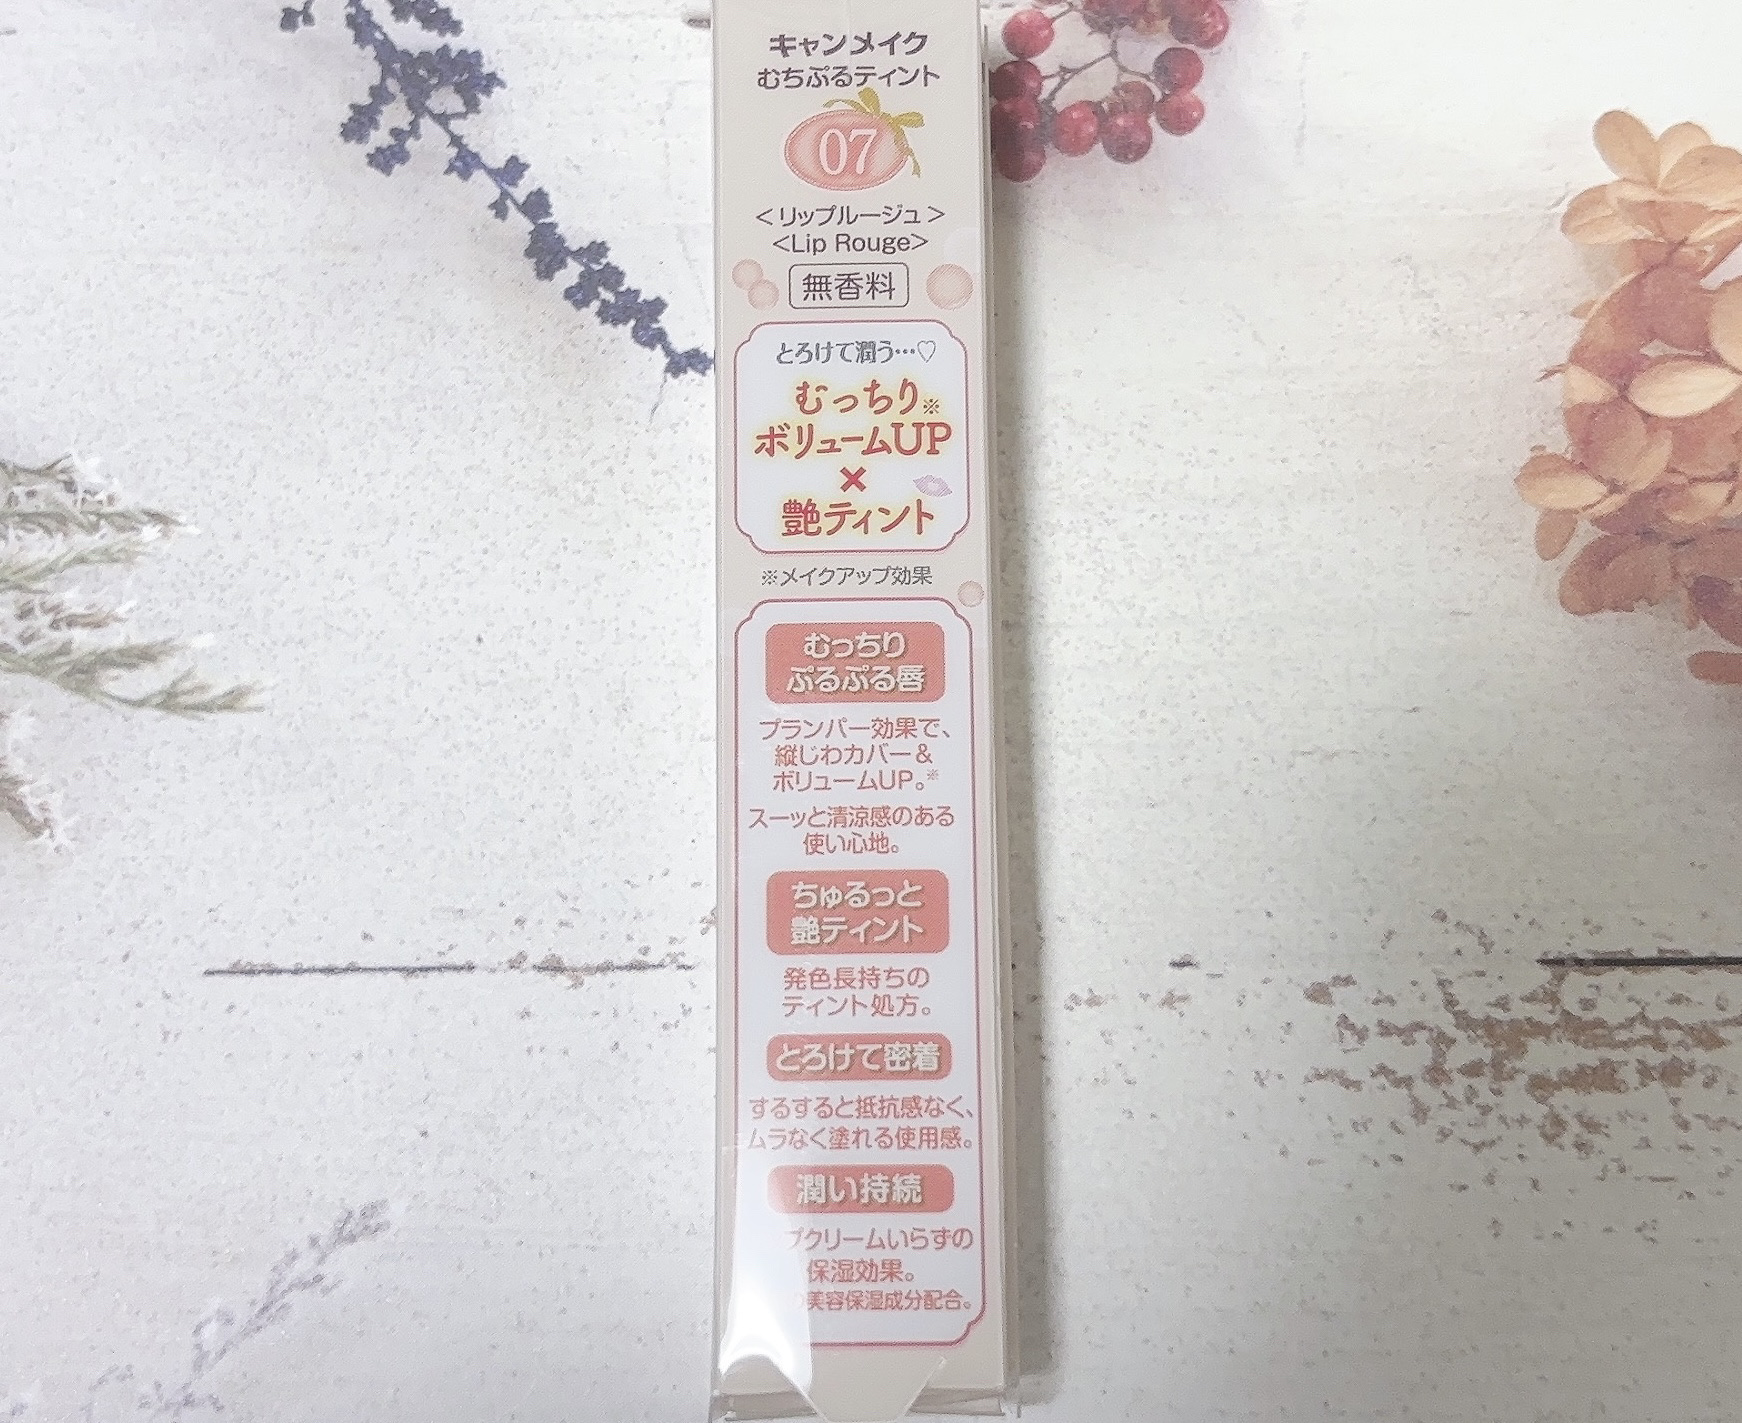 キャンメイク
むちぷるティント
07
＜リップルージュ＞
<Lip Rouge>
無香料
とろけて潤う…♡
むっちり※
ボリュームUP
×
艶ティント
※メイクアップ効果
むっちり
ぷるぷる唇
プランパー効果で、
縦じわカバー＆
ボリュームUP。※
スーッと清涼感のある
使い心地。
ちゅるっと
艶ティント
発色長持ちの
ティント処方。
とろけて密着
するすると抵抗感なく、
ムラなく塗れる使用感。
潤い持続
プクリームいらずの
保湿効果。
美容保湿成分配合。